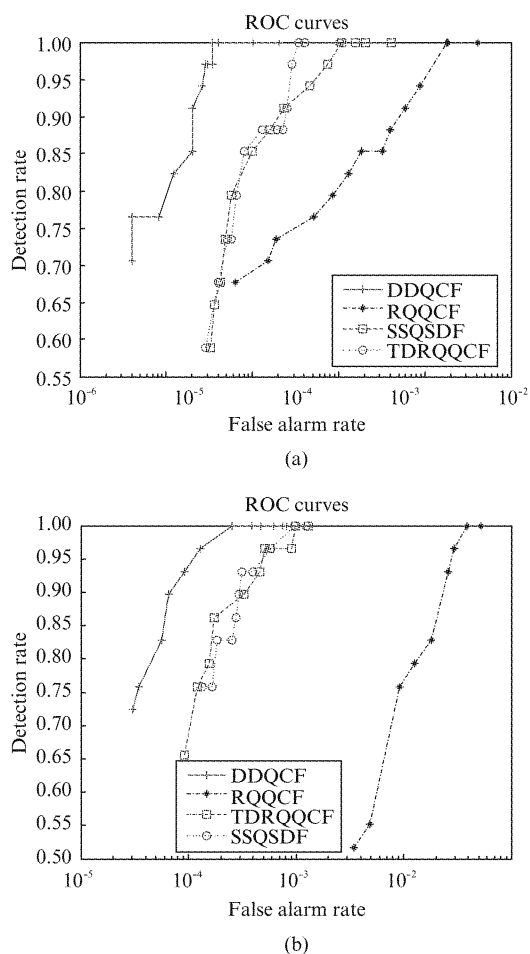 ROC curves
1.00
0.95
0.90
0.85
0.80
0.75
0.70
0.65
0.60
0.55
Detection rate
DDQCF
RQQCF
SSQSDF
TDRQQCF
10-6
10-5
10-4
10-3
10-2
False alarm rate
(a)
ROC curves
1.00
0.95
0.90
0.85
0.80
0.75
0.70
0.65
0.60
0.55
0.50
Detection rate
DDQCF
RQQCF
TDRQQCF
SSQSDF
10-5
10-4
10-3
10-2
False alarm rate
(b)